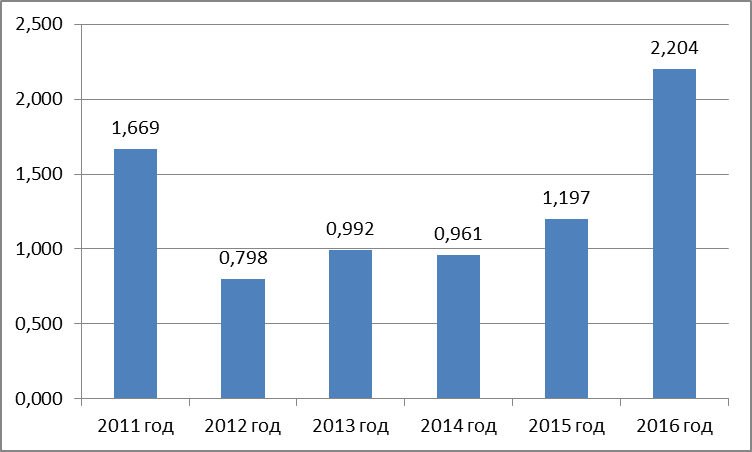 2,500
2,000
1,500
1,000
0,500
0,000
1,669
0,798
0,992
0,961
1,197
2,204
2011 год
2012 год
2013 год
2014 год
2015 год
2016 год